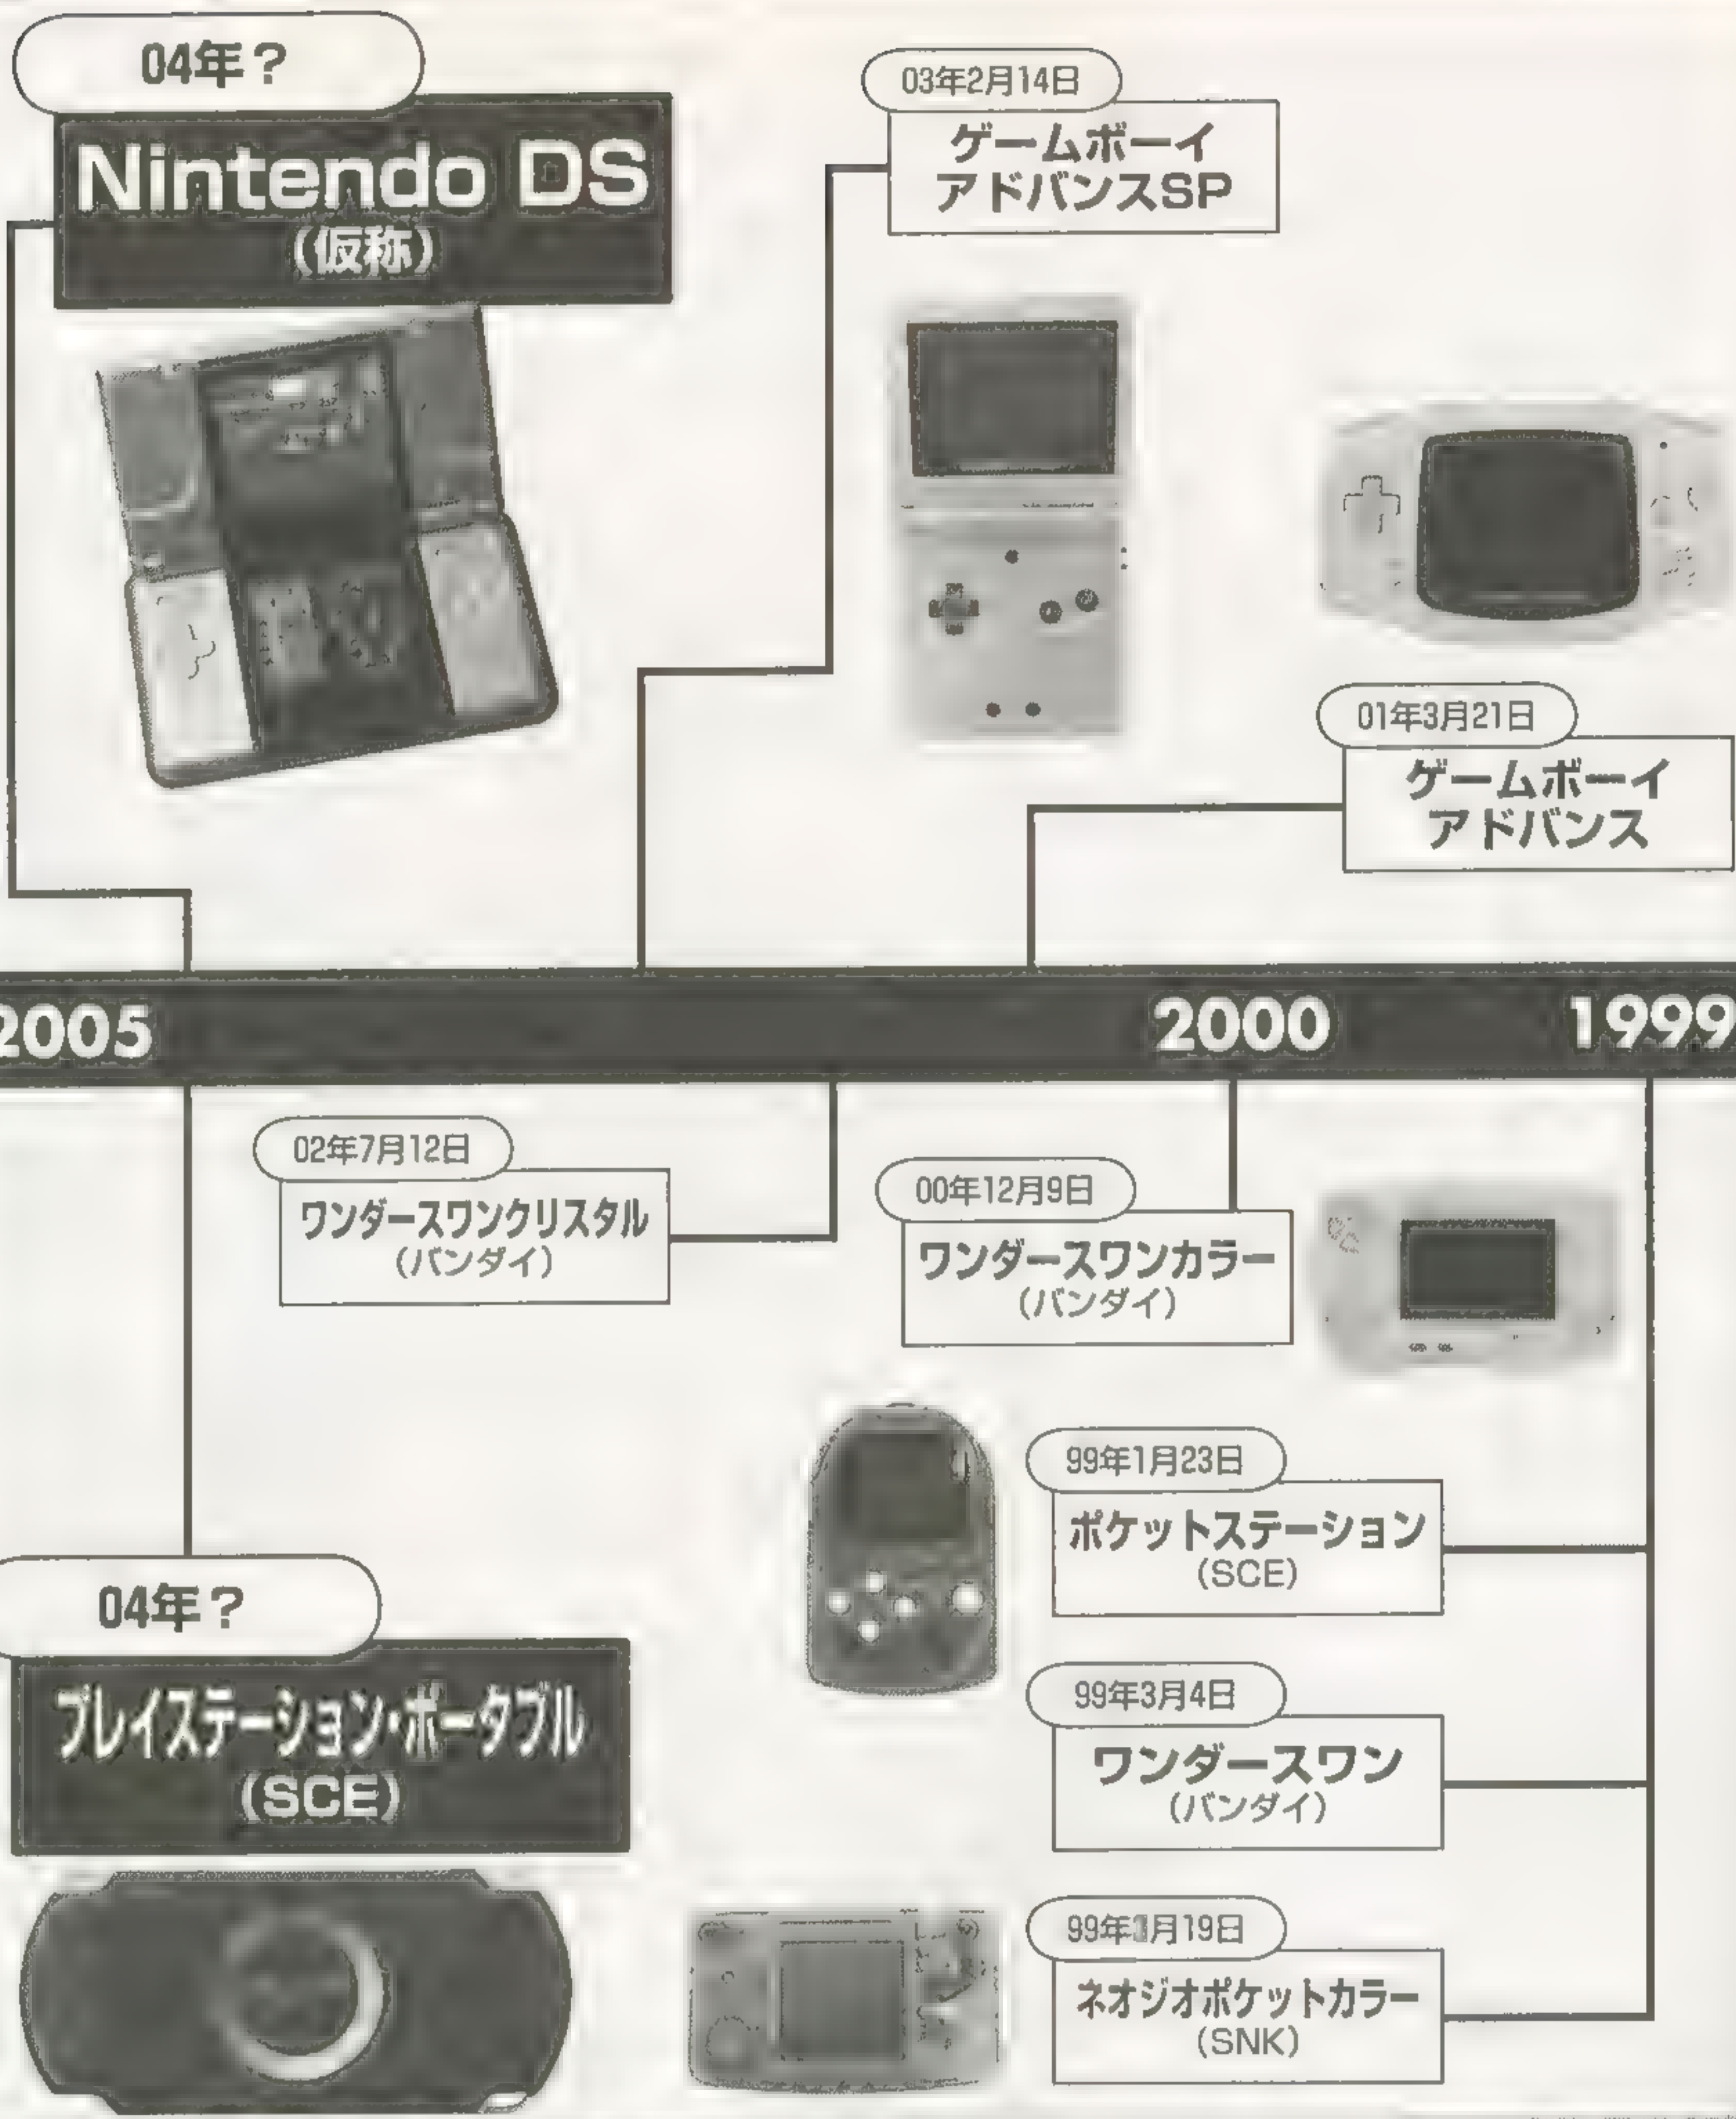 04年?
Nintendo DS
(仮称)
03年2月14日
ゲームボーイ
アドバンスSP
01年3月21日
ゲームボーイ
アドバンス
2005
2000
1999
02年7月12日
ワンダースワンクリスタル
(バンダイ)
00年12月9日
ワンダースワンカラー
(バンダイ)
99年1月23日
ポケットステーション
(SCE)
04年?
プレイステーション・ポータブル
(SCE)
99年3月4日
ワンダースワン
(バンダイ)
99年月19日
ネオジオポケットカラー
(SNK)